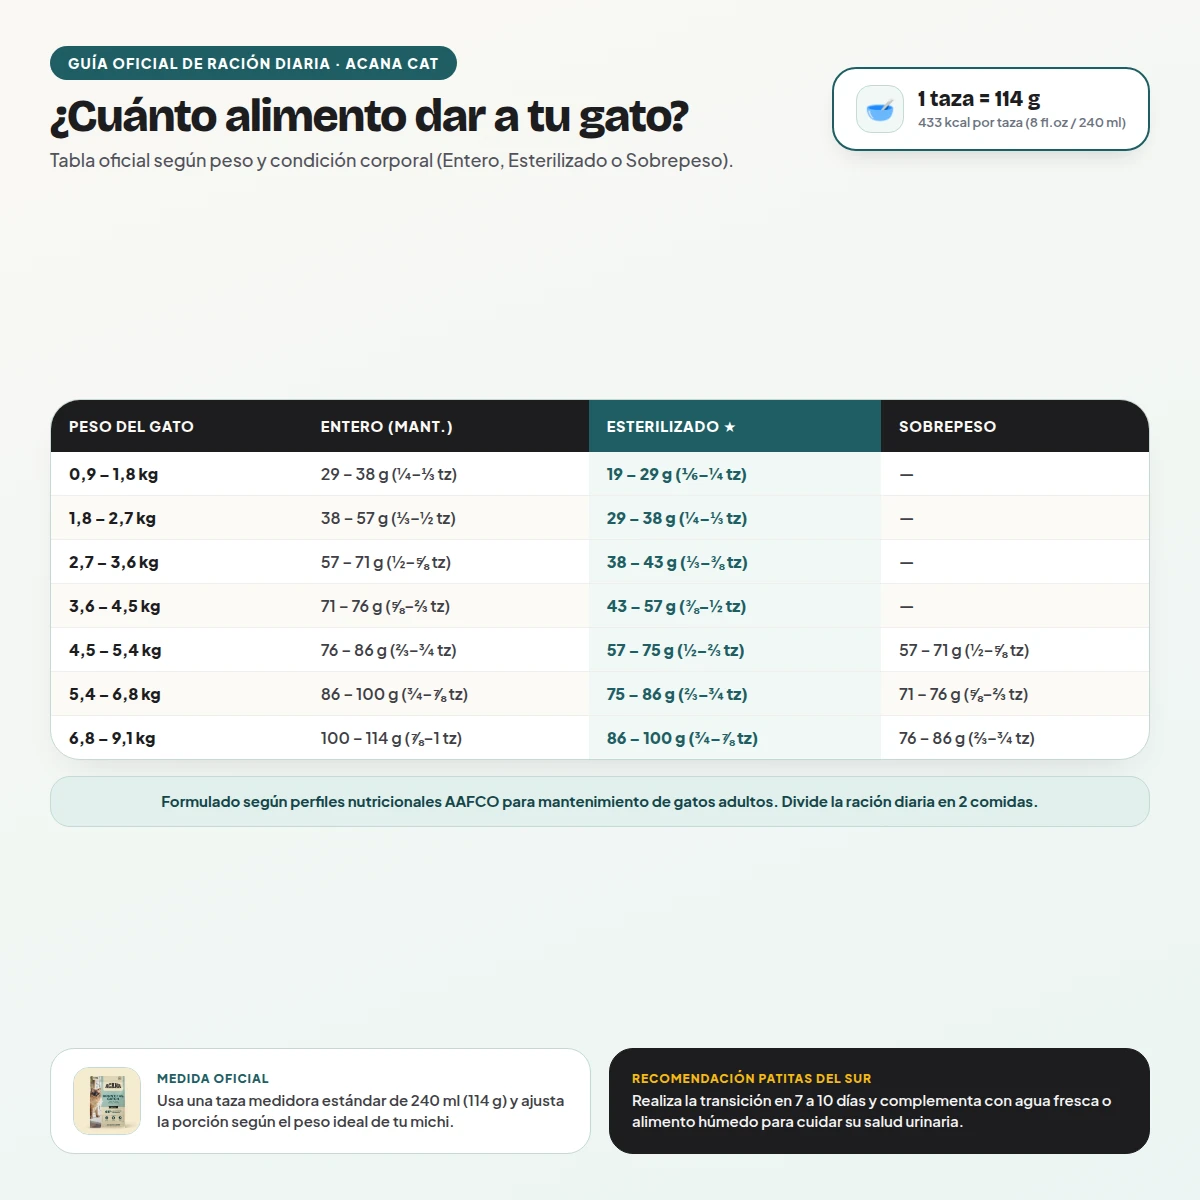 GUÍA OFICIAL DE RACIÓN DIARIA · ACANA CAT
¿Cuánto alimento dar a tu gato?
Tabla oficial según peso y condición corporal (Entero, Esterilizado o Sobrepeso).
1 taza = 114 g
433 kcal por taza (8 fl.oz / 240 ml)
PESO DEL GATO ENTERO (MANT.) ESTERILIZADO ★ SOBREPESO
0,9 – 1,8 kg 29 – 38 g (¼–⅓ tz) 19 – 29 g (⅙–¼ tz) —
1,8 – 2,7 kg 38 – 57 g (⅓–½ tz) 29 – 38 g (¼–⅓ tz) —
2,7 – 3,6 kg 57 – 71 g (½–⅝ tz) 38 – 43 g (⅓–⅜ tz) —
3,6 – 4,5 kg 71 – 76 g (⅝–⅔ tz) 43 – 57 g (⅜–½ tz) —
4,5 – 5,4 kg 76 – 86 g (⅔–¾ tz) 57 – 75 g (½–⅔ tz) 57 – 71 g (½–⅝ tz)
5,4 – 6,8 kg 86 – 100 g (¾–⅞ tz) 75 – 86 g (⅔–¾ tz) 71 – 76 g (⅝–⅔ tz)
6,8 – 9,1 kg 100 – 114 g (⅞–1 tz) 86 – 100 g (¾–⅞ tz) 76 – 86 g (⅔–¾ tz)
Formulado según perfiles nutricionales AAFCO para mantenimiento de gatos adultos. Divide la ración diaria en 2 comidas.
ACANA
MEDIDA OFICIAL
Usa una taza medidora estándar de 240 ml (114 g) y ajusta
la porción según el peso ideal de tu michi.
RECOMENDACIÓN PATITAS DEL SUR
Realiza la transición en 7 a 10 días y complementa con agua fresca o
alimento húmedo para cuidar su salud urinaria.